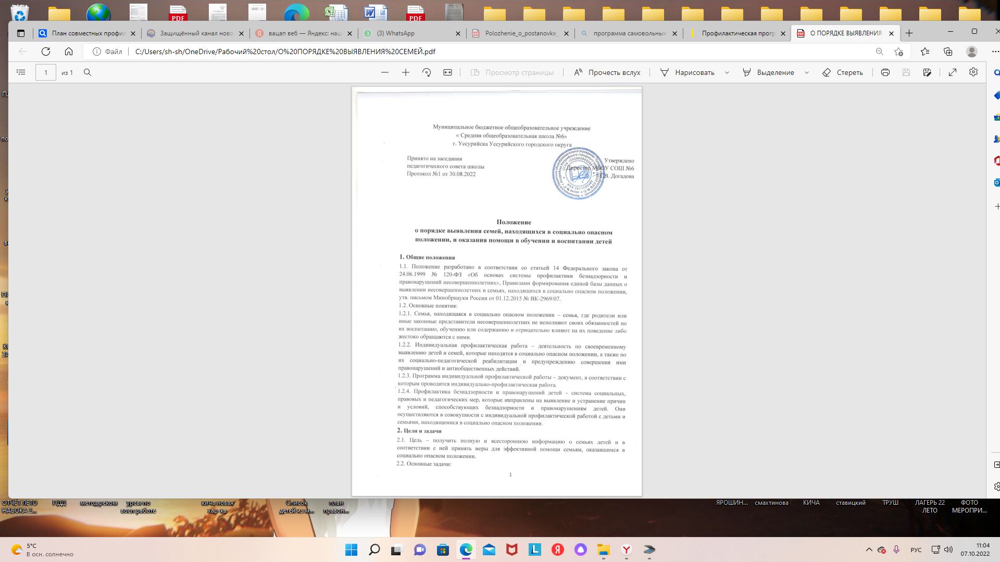 План совместных профил
Защищённый канал ново
вацап веб — Яндекс: наш
(3) WhatsApp
Polozhenie_o_postanovke_
программа самовольных
Профилактическая прогр
О ПОРЯДКЕ ВЫЯВЛЕНИЯ
Файл
C:/Users/sh-sh/OneDrive/Рабочий%20стол/О%20ПОРЯДКЕ%20ВЫЯВЛЕНИЯ%20СЕМЕЙ.pdf
1 из 1
Просмотр страницы
Прочесть вслух
Нарисовать
Выделение
Стереть
Муниципальное бюджетное общеобразовательное учреждение
« Средняя общеобразовательная школа №6»
г. Уссурийска Уссурийского городского округа
Принято на заседании
педагогического совета школы
Протокол №1 от 30.08.2022
Утверждено
Директор МБОУ СОШ №6
Т.В. Догадова
Положение
о порядке выявления семей, находящихся в социально опасном
положении, и оказания помощи в обучении и воспитании детей
1. Общие положения
1.1. Положение разработано в соответствии со статьей 14 Федерального закона от
24.06.1999 № 120-ФЗ «Об основах системы профилактики безнадзорности и
правонарушений несовершеннолетних», Правилами формирования единой базы данных о
выявлении несовершеннолетних и семьях, находящихся в социально опасном положении,
утв. письмом Минобрнауки России от 01.12.2015 № ВК-2969/07.
1.2. Основные понятия:
1.2.1. Семья, находящаяся в социально опасном положении – семья, где родители или
иные законные представители несовершеннолетних не исполняют своих обязанностей по
их воспитанию, обучению или содержанию и отрицательно влияют на их поведение либо
жестоко обращаются с ними.
1.2.2. Индивидуальная профилактическая работа – деятельность по своевременному
выявлению детей и семей, которые находятся в социально опасном положении, а также по
их социально-педагогической реабилитации и предупреждению совершения ими
правонарушений и антиобщественных действий.
1.2.3. Программа индивидуальной профилактической работы – документ, в соответствии с
которым проводится индивидуально-профилактическая работа.
1.2.4. Профилактика безнадзорности и правонарушений детей – система социальных,
правовых и педагогических мер, которые направлены на выявление и устранение причин
и условий, способствующих безнадзорности и правонарушениям детей. Они
осуществляются в совокупности с индивидуальной профилактической работой с детьми и
семьями, находящимися в социально опасном положении.
2. Цели и задачи
2.1. Цель – получить полную и всестороннюю информацию о семьях детей и в
соответствии с ней принять меры для эффективной помощи семьям, оказавшимся в
социально опасном положении.
2.2. Основные задачи:
1
ОТЧЁТ ЛЕТО
НАБОКА 2...
ПДД
метод реком
урсы по
восп работе
кича новая
хар-ка
Список
детей из м...
план
правон...
ЯРОШИН...
смахтинова
КИЧА
ставицкий
ТРУШ
ЛАГЕРЬ 22
ЛЕТО
ФОТО
МЕРОПРИ...
5°C
В осн. солнечно
РУС
11:04
07.10.2022